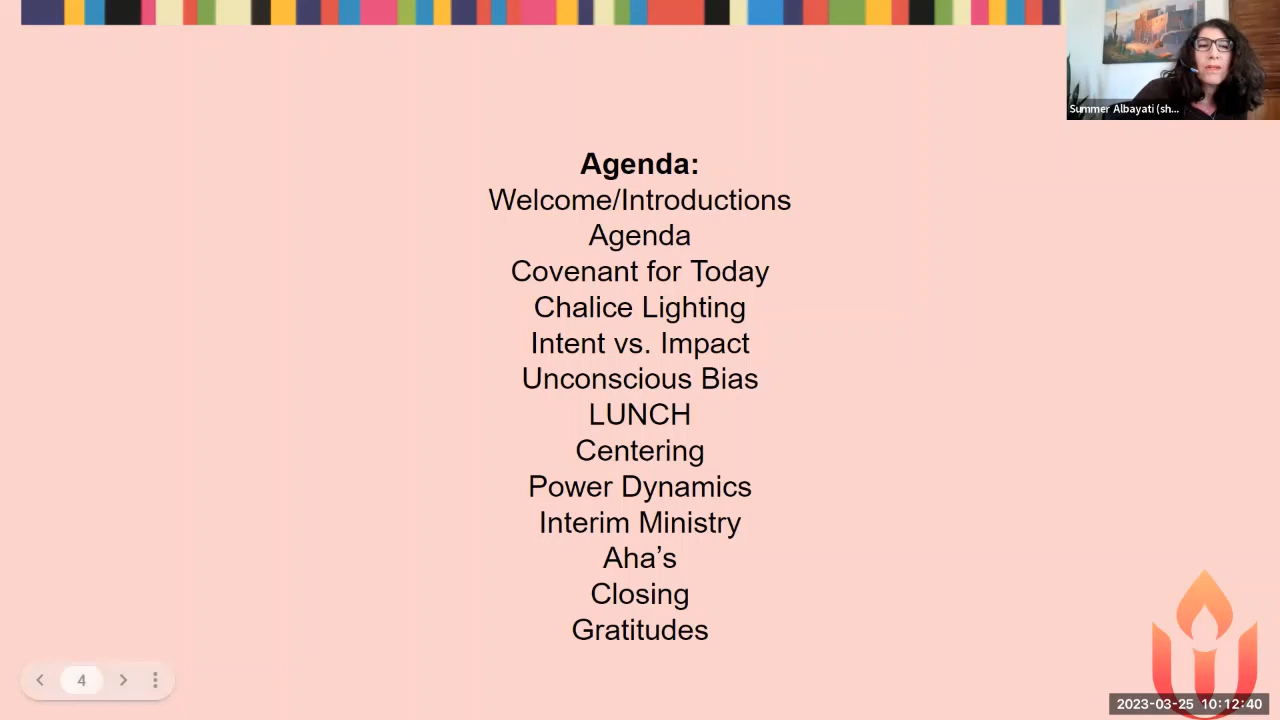 Summer Albayati (sh...
Agenda:
Welcome/Introductions
Agenda
Covenant for Today
Chalice Lighting
Intent vs. Impact
Unconscious Bias
LUNCH
Centering
Power Dynamics
Interim Ministry
Aha’s
Closing
Gratitudes
4
2023-03-25 10:12:40